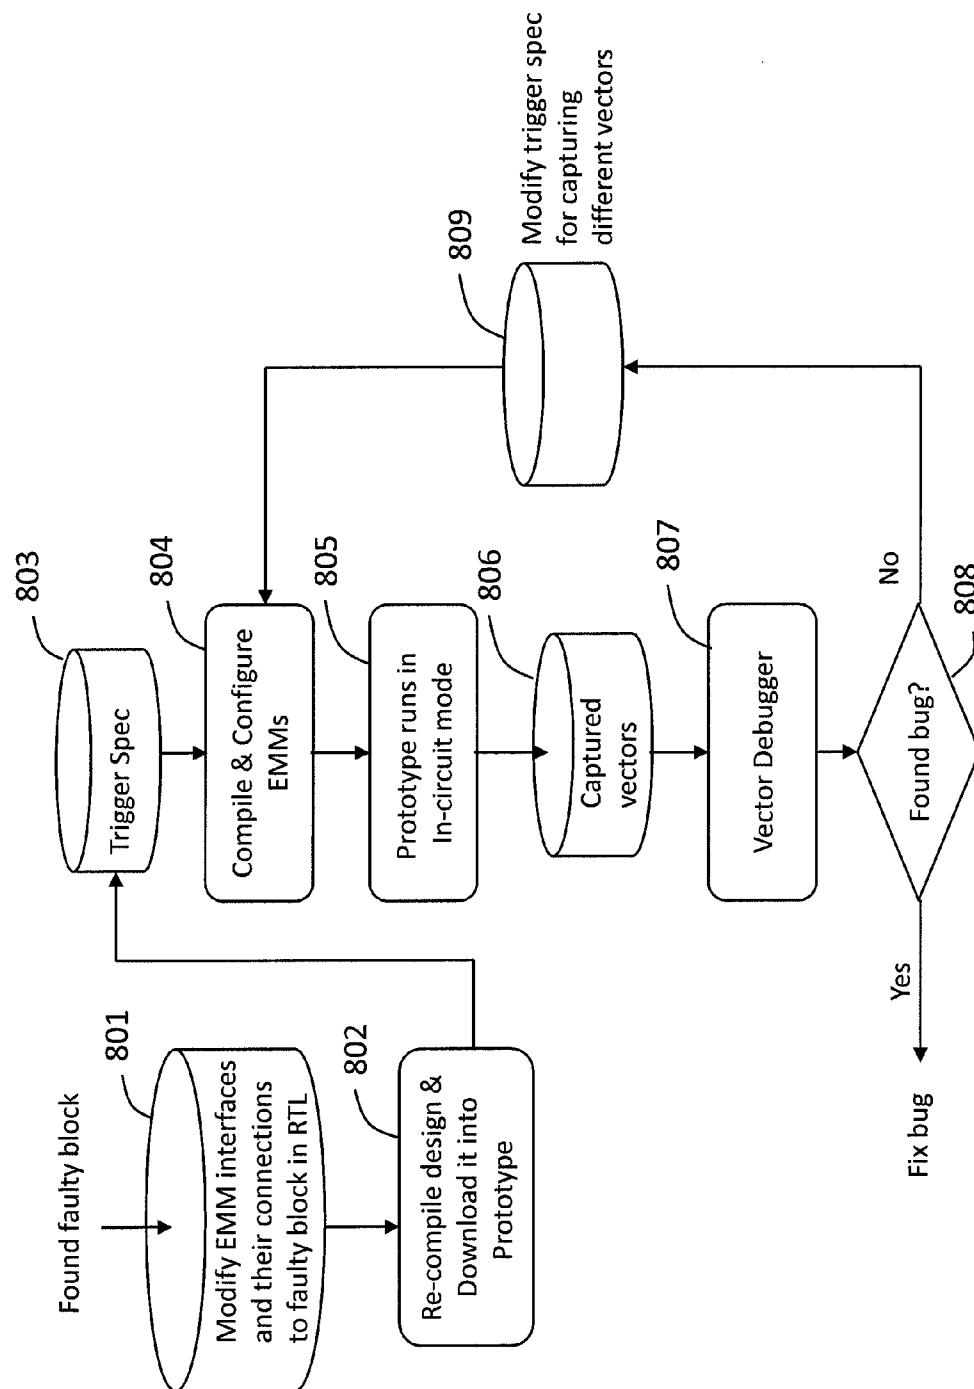 Found faulty block
801
Modify EMM interfaces
and their connections
to faulty block in RTL
802
Re-compile design &
Download it into
Prototype
803
Trigger Spec
804
Compile & Configure
EMMs
805
Prototype runs in
In-circuit mode
806
Captured
vectors
807
Vector Debugger
808
Found bug?
Yes
Fix bug
No
809
Modify trigger spec
for capturing
different vectors